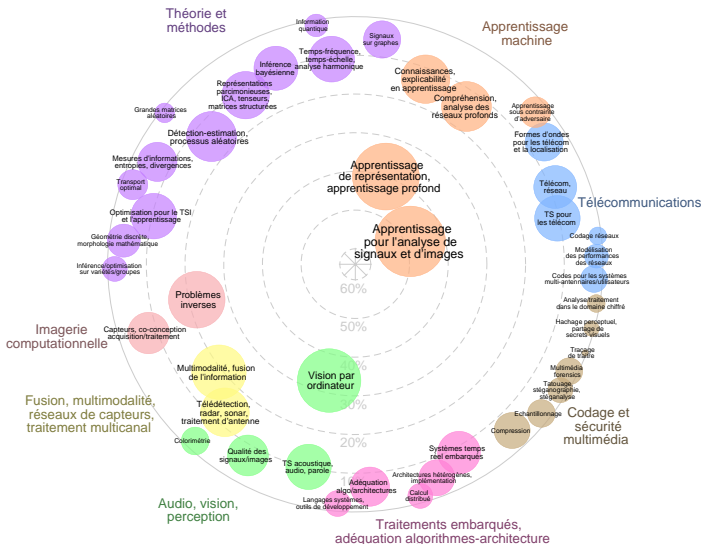 Théorie et
méthodes
Information
quantique
Signaux
sur graphes
Apprentissage
machine
Temps-fréquence,
temps-échelle,
analyse harmonique
Inférence
bayésienne
Connaissances,
explicabilité
en apprentissage
Représentations
parcimonieuses,
ICA, tenseurs,
matrices structurées
Compréhension,
analyse des
réseaux profonds
Grandes matrices
aléatoires
Apprentissage
sous contrainte
d'adversaire
Détection-estimation,
processus aléatoires
Formes d'ondes
pour les télécom
et la localisation
Mesures d'informations,
entropies, divergences
Apprentissage
de représentation,
apprentissage profond
Transport
optimal
Télécom,
réseau
Télécommunications
Optimisation pour le TSI
et l'apprentissage
TS pour
les télécom
Apprentissage
pour l'analyse de
signaux et d'images
Géométrie discrète,
morphologie mathématique
Codage réseaux
Modélisation
des performances
des réseaux
Inférence/optimisation
sur variétés/groupes
Codes pour les systèmes
multi-antennaires/utilisateurs
60%
Problèmes
inverses
Analyse/traitement
dans le domaine chiffré
50%
Imagerie
computationnelle
Capteurs, co-conception
acquisition/traitement
Hachage perceptuel,
partage de
secrets visuels
Traçage
de traître
40%
Multimodalité, fusion
de l'information
Vision par
ordinateur
Multimédia
forensics
30%
Tatouage,
stéganographie,
stéganalyse
Fusion, multimodalité,
réseaux de capteurs,
traitement multicanal
Télédétection,
radar, sonar,
traitement d'antenne
Echantillonnage
Codage et
sécurité
multimédia
Compression
20%
Colorimétrie
Qualité des
signaux/images
Systèmes temps
réel embarqués
TS acoustique,
audio, parole
10%
Architectures hétérogènes,
implémentation
Adéquation
algo/architectures
Calcul
distribué
Langages systèmes,
outils de développement
Audio, vision,
perception
Traitements embarqués,
adéquation algorithmes-architecture